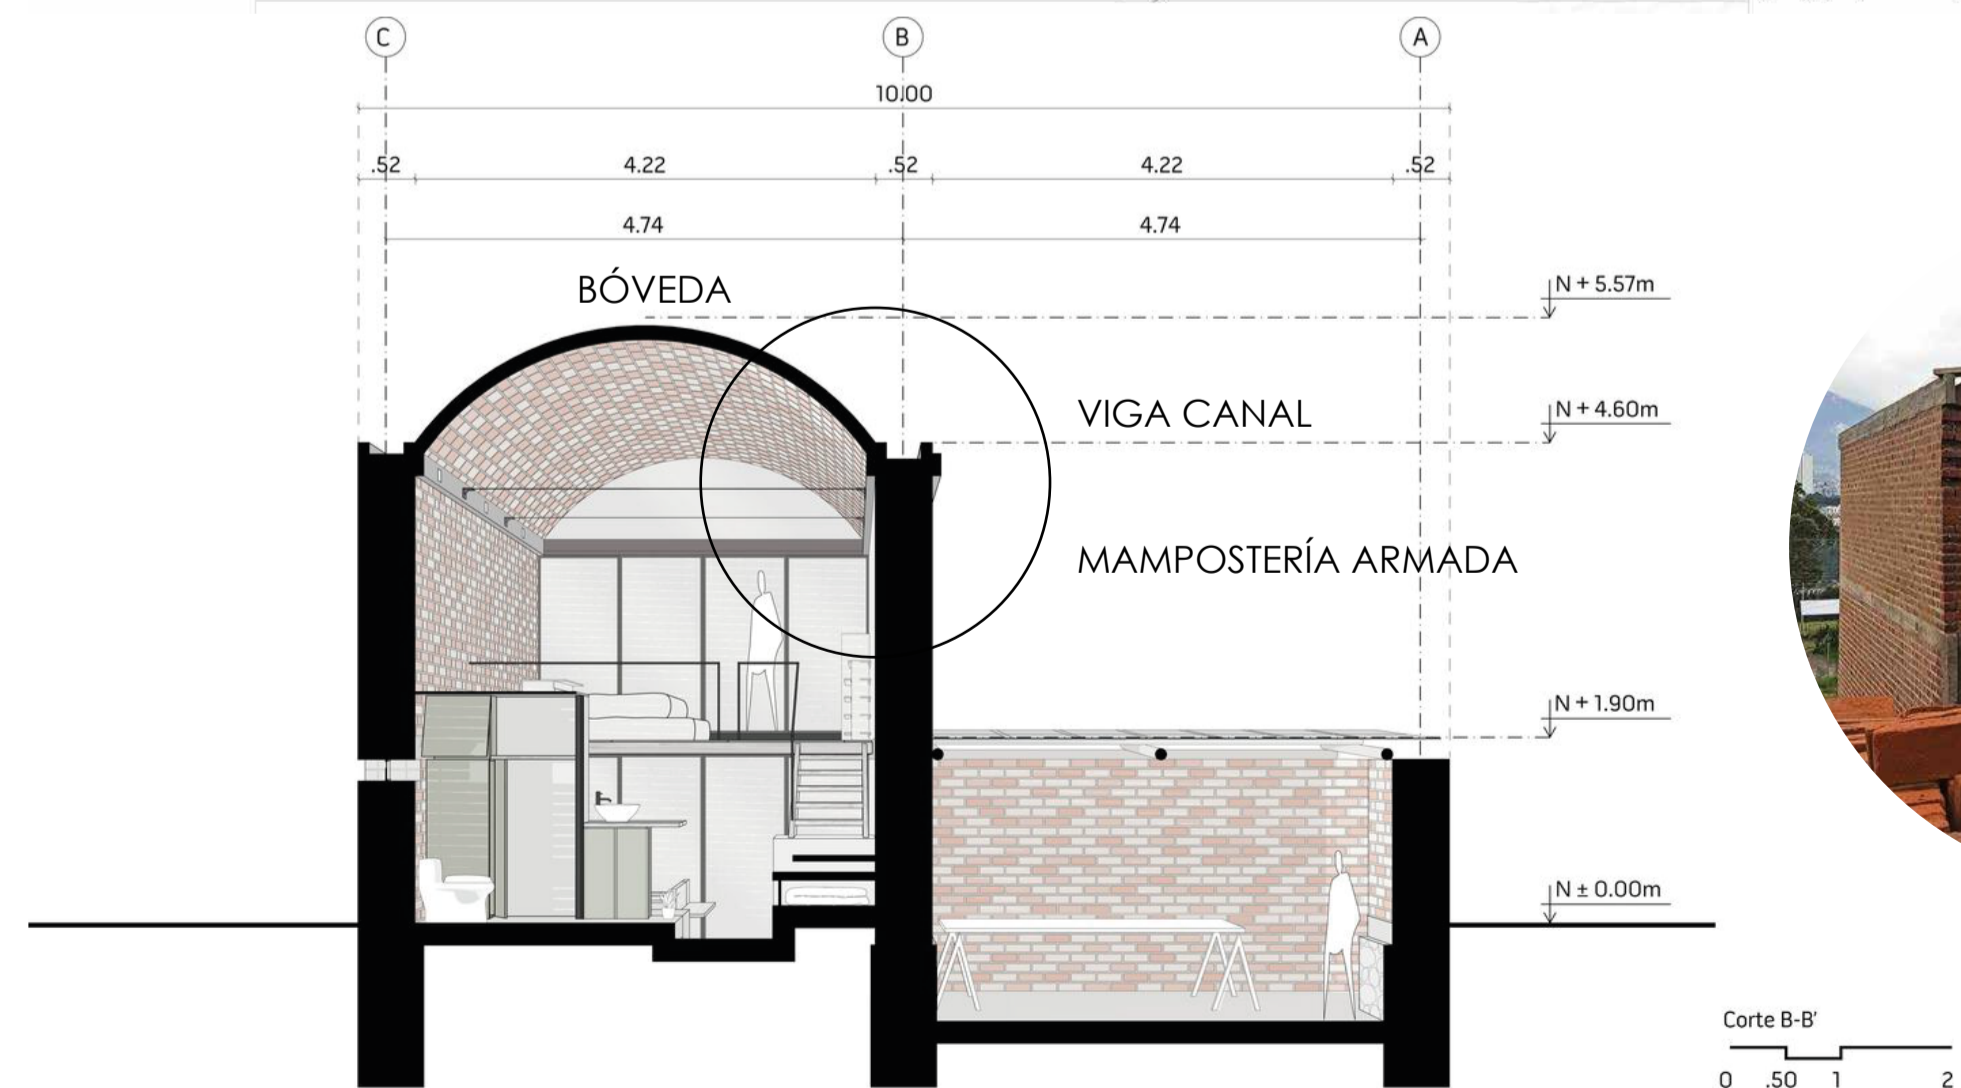 C B A
10.00
.52 4.22 .52 4.22 .52
4.74 4.74
BÓVEDA
N + 5.57m
VIGA CANAL
N + 4.60m
MAMPOSTERÍA ARMADA
N + 1.90m
N ± 0.00m
Corte B-B'
0 .50 1 2